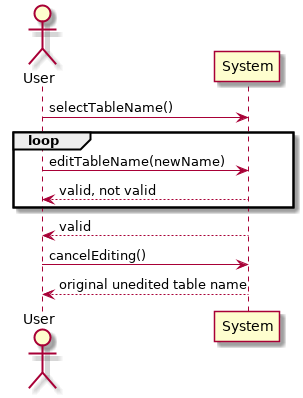 User
System
selectTableName()
loop
editTableName(newName)
valid, not valid
valid
cancelEditing()
original unedited table name
User
System